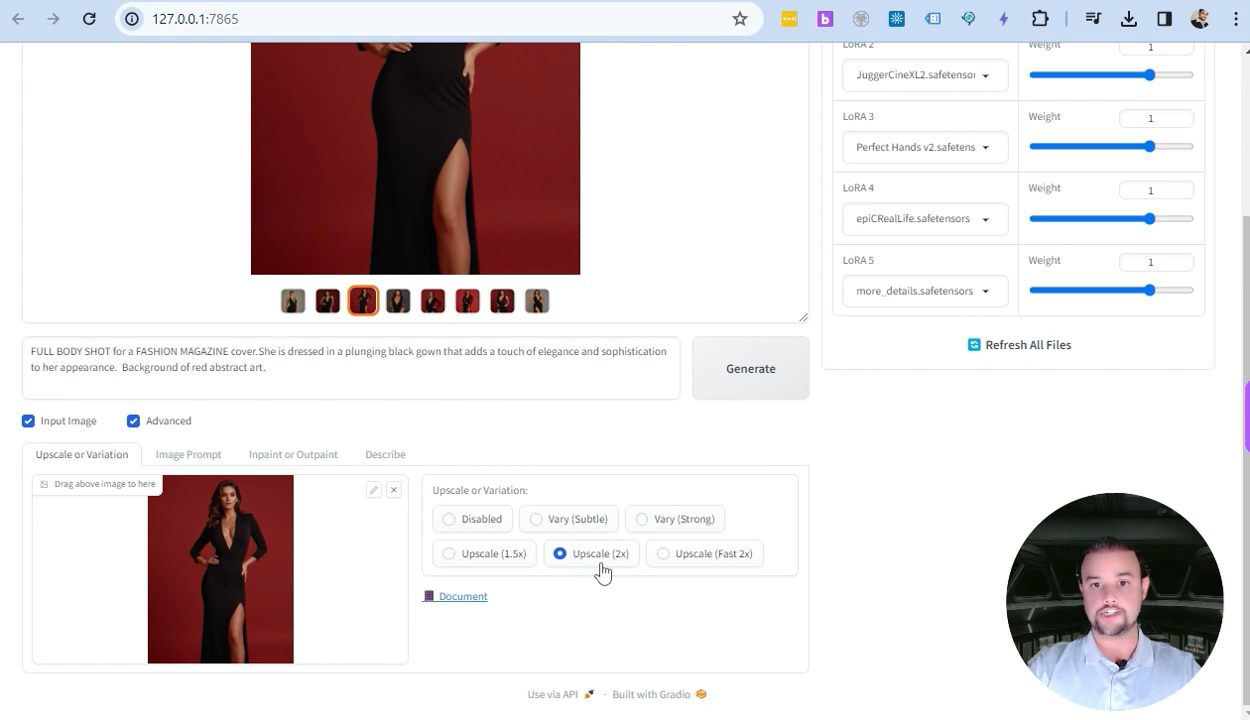 127.0.0.1:7865
LoRA 2
Weight
1
JuggerCineXL2.safetensor
LoRA 3
Weight
1
Perfect Hands v2.safetens
LoRA 4
Weight
1
epiCRealLife.safetensors
LoRA 5
Weight
1
more_details.safetensors
Refresh All Files
FULL BODY SHOT for a FASHION MAGAZINE cover.She is dressed in a plunging black gown that adds a touch of elegance and sophistication
to her appearance. Background of red abstract art.
Generate
Input Image
Advanced
Upscale or Variation
Image Prompt
Inpaint or Outpaint
Describe
Drag above image to here
Upscale or Variation:
Disabled
Vary (Subtle)
Vary (Strong)
Upscale (1.5x)
Upscale (2x)
Upscale (Fast 2x)
Document
Use via API
·
Built with Gradio